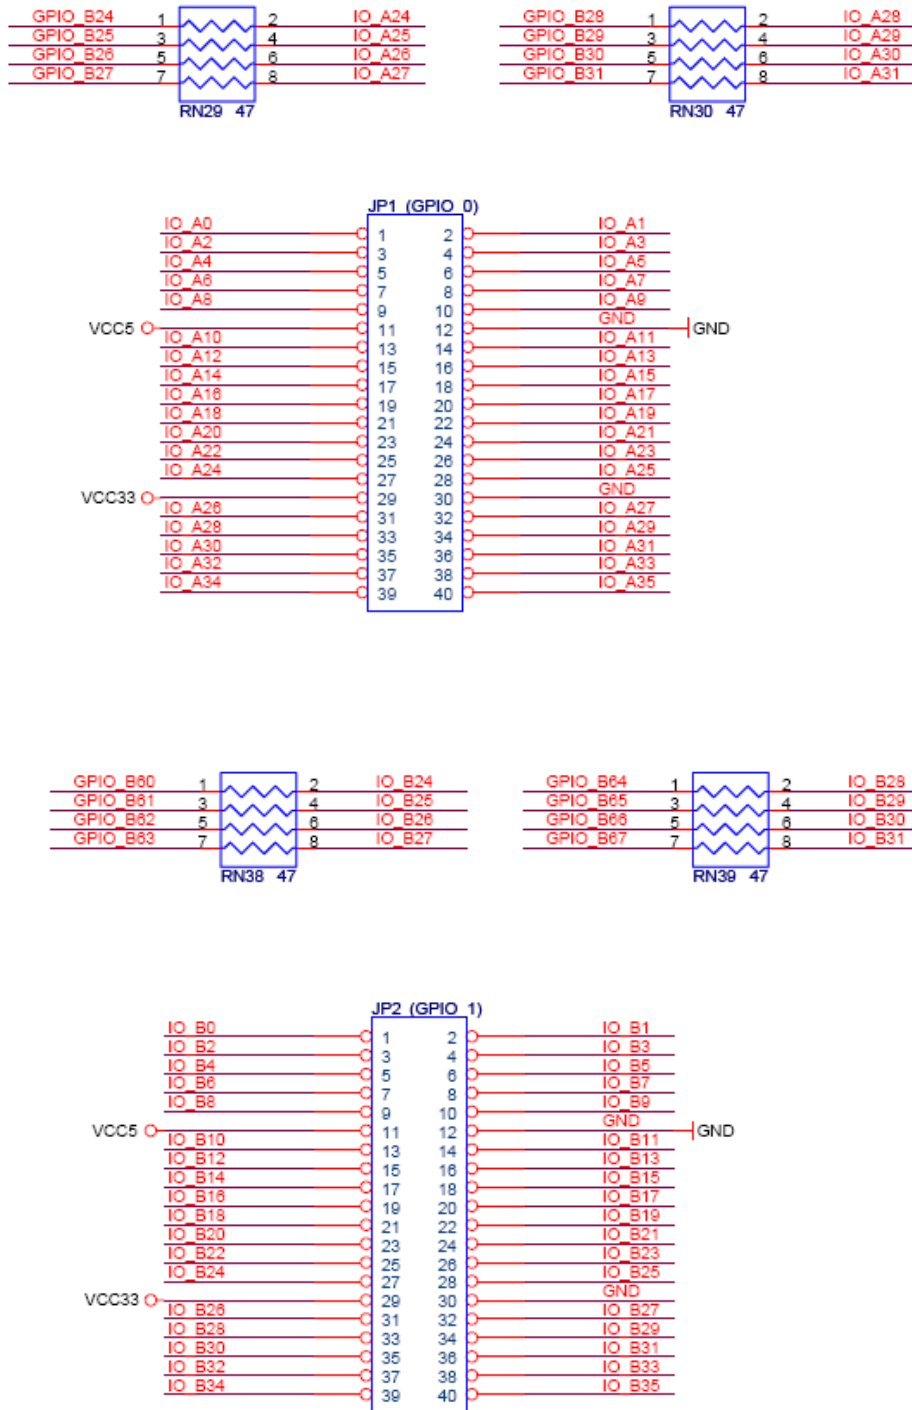 GPIO_B24 1 2 IO_A24 GPIO_B28 1 2 IO_A28
GPIO_B25 3 4 IO_A25 GPIO_B29 3 4 IO_A29
GPIO_B26 5 6 IO_A26 GPIO_B30 5 6 IO_A30
GPIO_B27 7 8 IO_A27 GPIO_B31 7 8 IO_A31
RN29 47 RN30 47
JP1 (GPIO_0)
IO_A0 1 2 IO_A1
IO_A2 3 4 IO_A3
IO_A4 5 6 IO_A5
IO_A6 7 8 IO_A7
IO_A8 9 10 IO_A9
VCC5 11 12 GND GND
IO_A10 13 14 IO_A11
IO_A12 15 16 IO_A13
IO_A14 17 18 IO_A15
IO_A16 19 20 IO_A17
IO_A18 21 22 IO_A19
IO_A20 23 24 IO_A21
IO_A22 25 26 IO_A23
IO_A24 27 28 IO_A25
VCC33 29 30 GND
IO_A26 31 32 IO_A27
IO_A28 33 34 IO_A29
IO_A30 35 36 IO_A31
IO_A32 37 38 IO_A33
IO_A34 39 40 IO_A35
GPIO_B60 1 2 IO_B24 GPIO_B64 1 2 IO_B28
GPIO_B61 3 4 IO_B25 GPIO_B65 3 4 IO_B29
GPIO_B62 5 6 IO_B26 GPIO_B66 5 6 IO_B30
GPIO_B63 7 8 IO_B27 GPIO_B67 7 8 IO_B31
RN38 47 RN39 47
JP2 (GPIO_1)
IO_B0 1 2 IO_B1
IO_B2 3 4 IO_B3
IO_B4 5 6 IO_B5
IO_B6 7 8 IO_B7
IO_B8 9 10 IO_B9
VCC5 11 12 GND GND
IO_B10 13 14 IO_B11
IO_B12 15 16 IO_B13
IO_B14 17 18 IO_B15
IO_B16 19 20 IO_B17
IO_B18 21 22 IO_B19
IO_B20 23 24 IO_B21
IO_B22 25 26 IO_B23
IO_B24 27 28 IO_B25
VCC33 29 30 GND
IO_B26 31 32 IO_B27
IO_B28 33 34 IO_B29
IO_B30 35 36 IO_B31
IO_B32 37 38 IO_B33
IO_B34 39 40 IO_B35